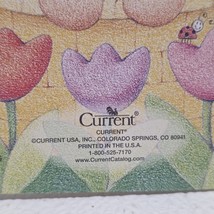 Current
CURRENT®
©CURRENT USA, INC., COLORADO SPRINGS, CO 80941
PRINTED IN THE U.S.A.
1-800-525-7170
www.CurrentCatalog.com